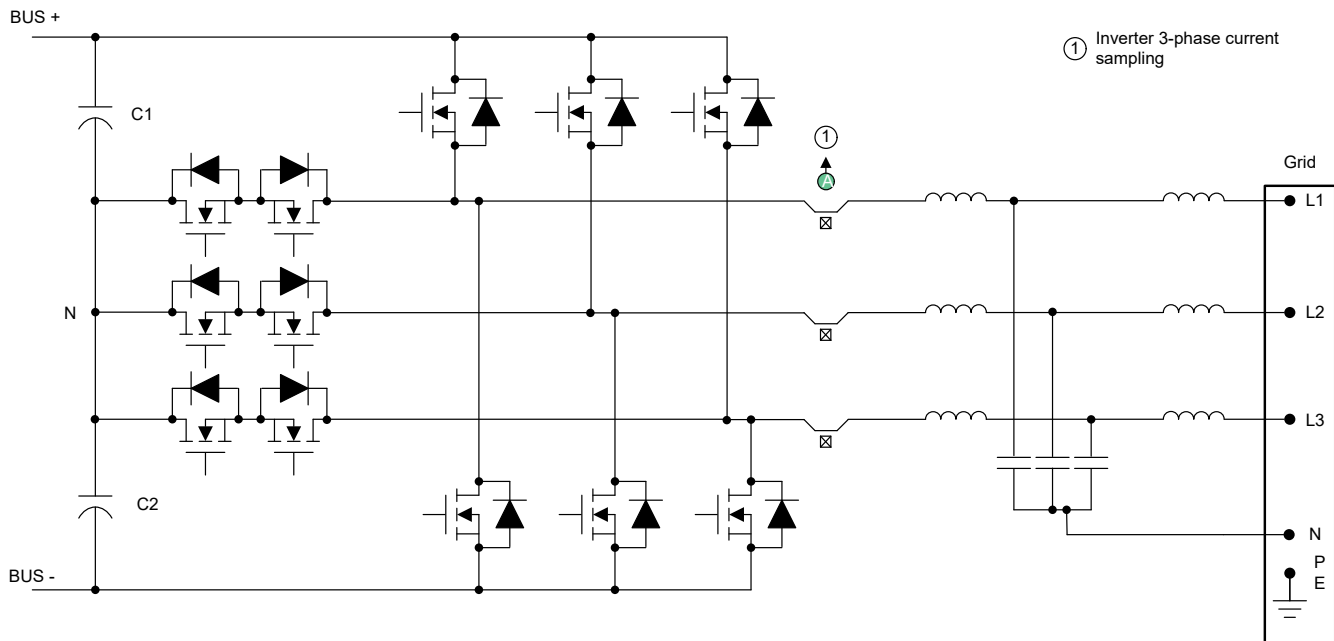 BUS +
1 Inverter 3-phase current
sampling
C1
1
A
Grid
L1
N
L2
L3
C2
N
BUS -
P
E